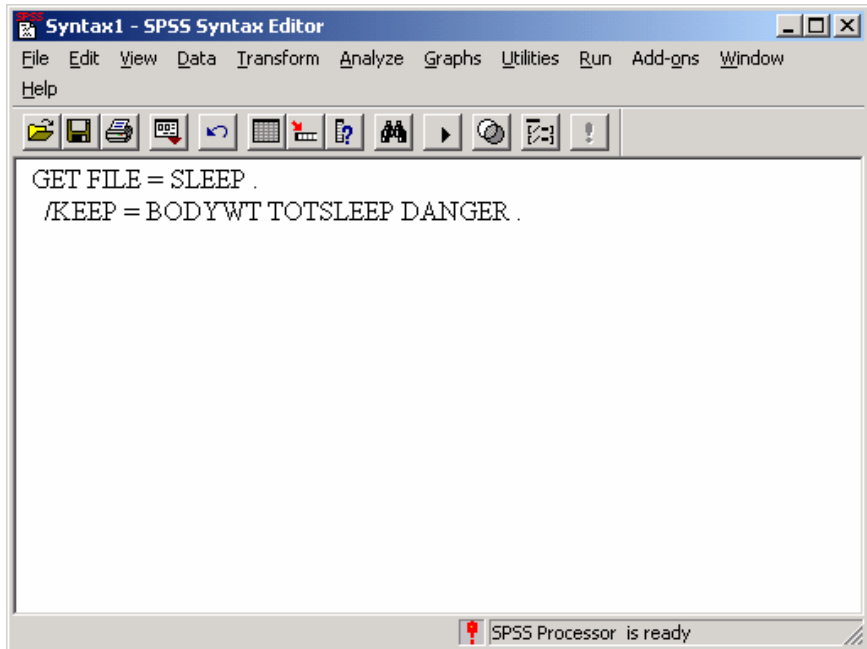 SPSS
Syntax1 - SPSS Syntax Editor
File Edit View Data Transform Analyze Graphs Utilities Run Add-ons Window
Help
GET FILE = SLEEP .
/KEEP = BODYWT TOTSLEEP DANGER .
SPSS Processor is ready